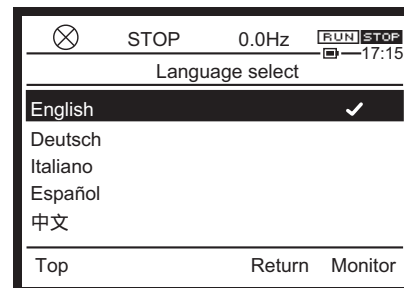 STOP 0.0Hz RUN STOP
17:15
Language select
English
Deutsch
Italiano
Español
中文
Top Return Monitor